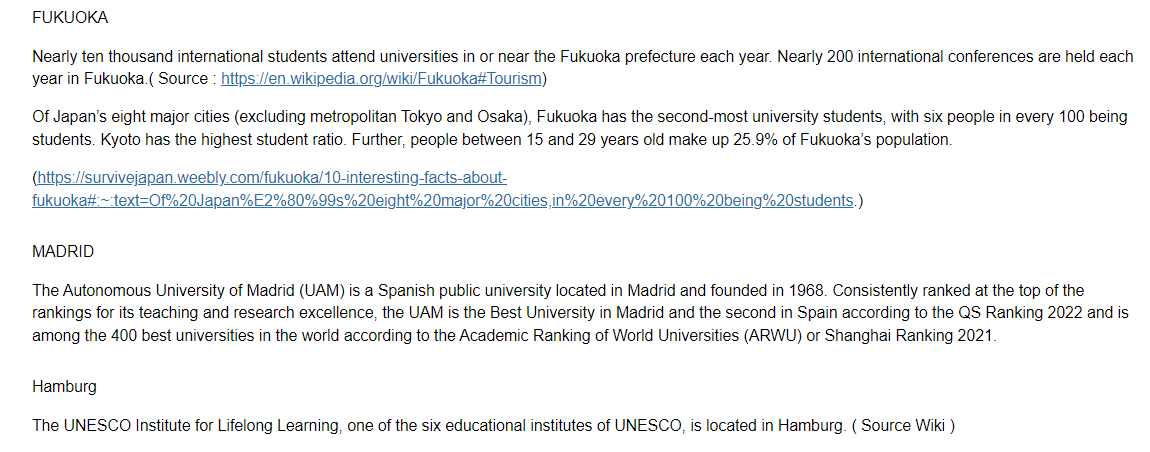 FUKUOKA
Nearly ten thousand international students attend universities in or near the Fukuoka prefecture each year. Nearly 200 international conferences are held each
year in Fukuoka.( Source : https://en.wikipedia.org/wiki/Fukuoka#Tourism)
Of Japan’s eight major cities (excluding metropolitan Tokyo and Osaka), Fukuoka has the second-most university students, with six people in every 100 being
students. Kyoto has the highest student ratio. Further, people between 15 and 29 years old make up 25.9% of Fukuoka’s population.
(https://survivejapan.weebly.com/fukuoka/10-interesting-facts-about-
fukuoka#:~:text=Of%20Japan%E2%80%99s%20eight%20major%20cities,in%20every%20100%20being%20students.)
MADRID
The Autonomous University of Madrid (UAM) is a Spanish public university located in Madrid and founded in 1968. Consistently ranked at the top of the
rankings for its teaching and research excellence, the UAM is the Best University in Madrid and the second in Spain according to the QS Ranking 2022 and is
among the 400 best universities in the world according to the Academic Ranking of World Universities (ARWU) or Shanghai Ranking 2021.
Hamburg
The UNESCO Institute for Lifelong Learning, one of the six educational institutes of UNESCO, is located in Hamburg. ( Source Wiki )